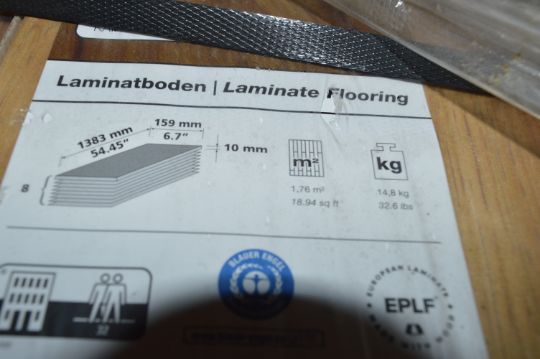 Laminatboden | Laminate Flooring
1383 mm
54.45"
159 mm
6.7"
10 mm
8
m²
1,76 m²
18.94 sq ft
kg
14,8 kg
32.6 lbs
32
BLAUER ENGEL
EUROPEAN LAMINATE
EPLF